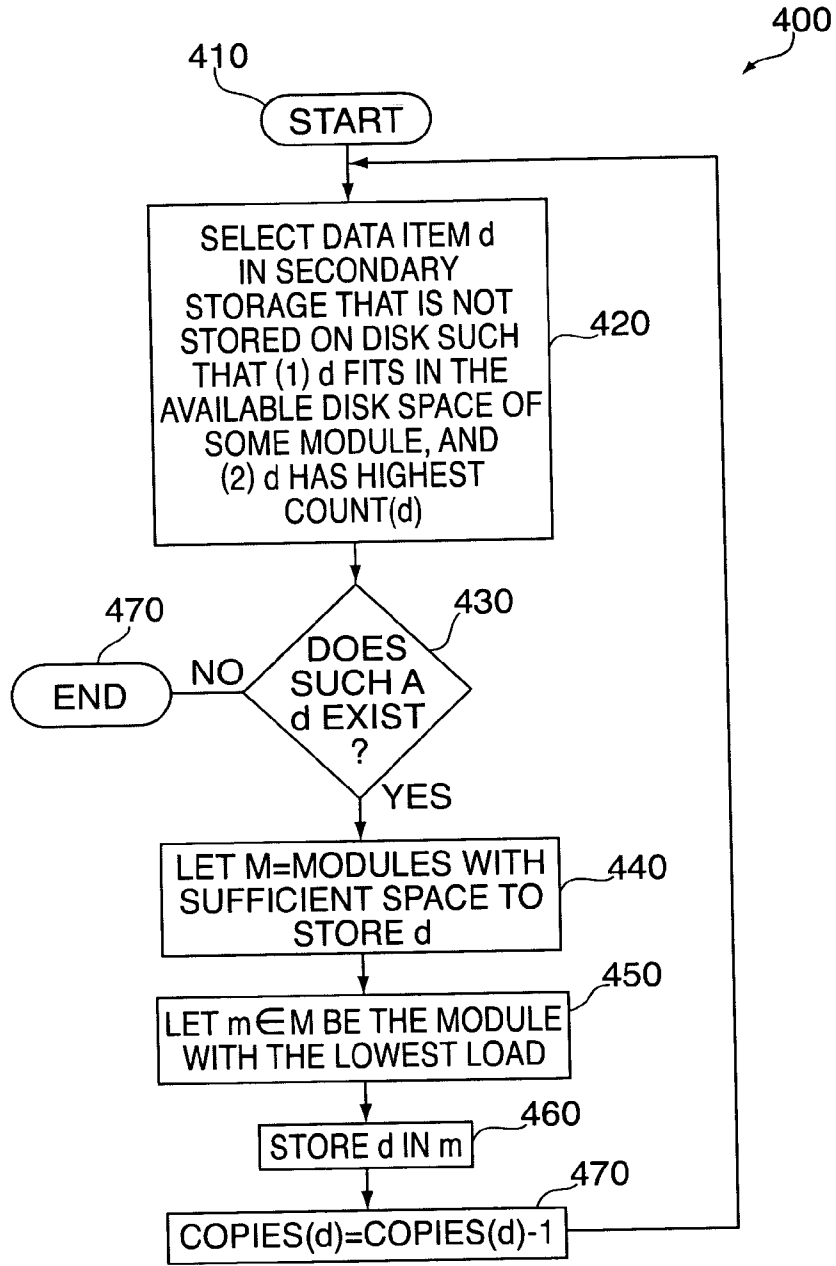 400
410
START
SELECT DATA ITEM d
IN SECONDARY
STORAGE THAT IS NOT
STORED ON DISK SUCH
THAT (1) d FITS IN THE
AVAILABLE DISK SPACE OF
SOME MODULE, AND
(2) d HAS HIGHEST
COUNT(d)
420
470
END
NO
430
DOES
SUCH A
d EXIST
?
YES
LET M=MODULES WITH
SUFFICIENT SPACE TO
STORE d
440
450
LET m∈M BE THE MODULE
WITH THE LOWEST LOAD
460
STORE d IN m
470
COPIES(d)=COPIES(d)-1